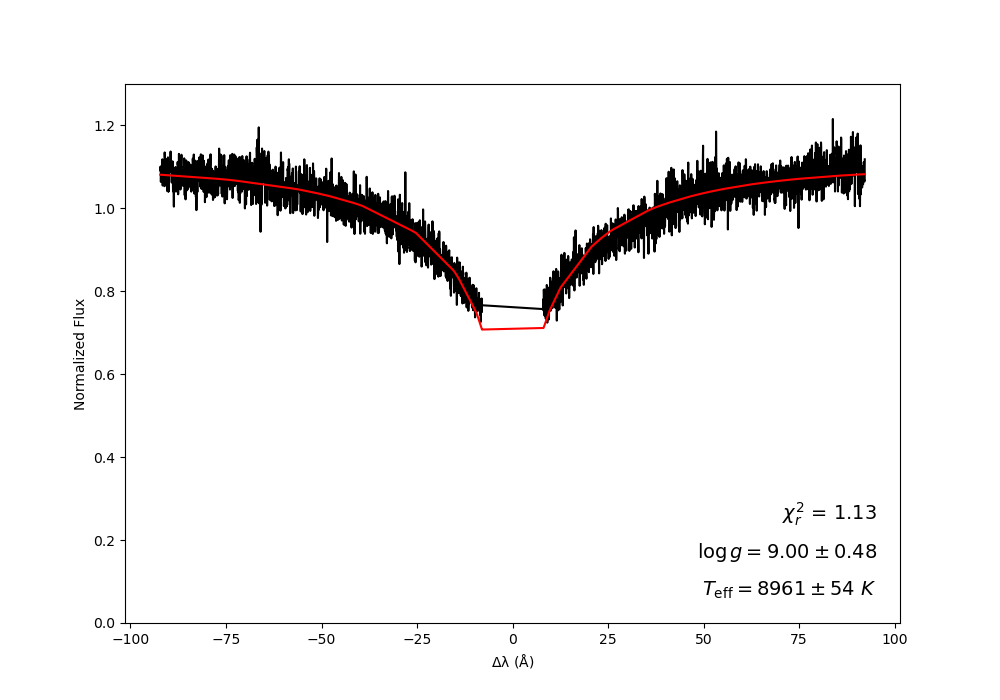 1.2
1.0
0.8
0.6
0.4
0.2
0.0
Normalized Flux
χ²ᵣ = 1.13
log g = 9.00 ± 0.48
T_eff = 8961 ± 54 K
−100 −75 −50 −25 0 25 50 75 100
Δλ (Å)